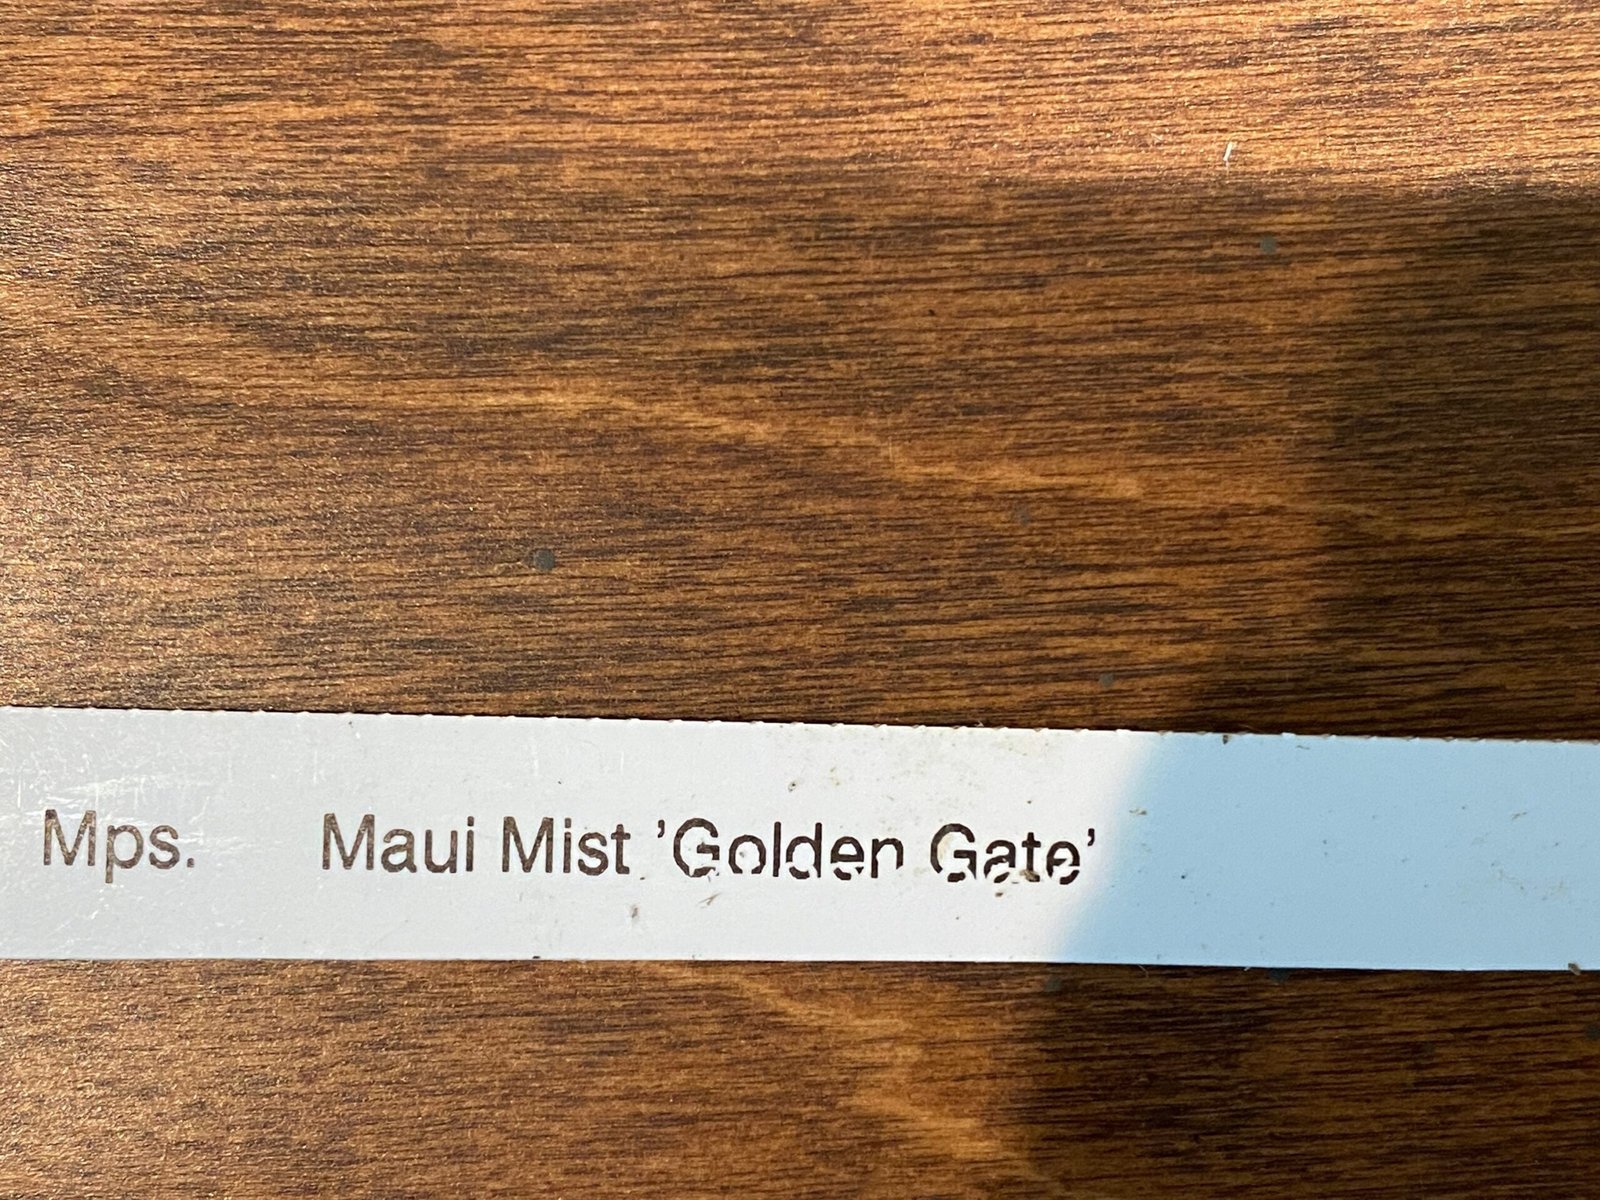 Mps. Maui Mist ’Golden Gate’